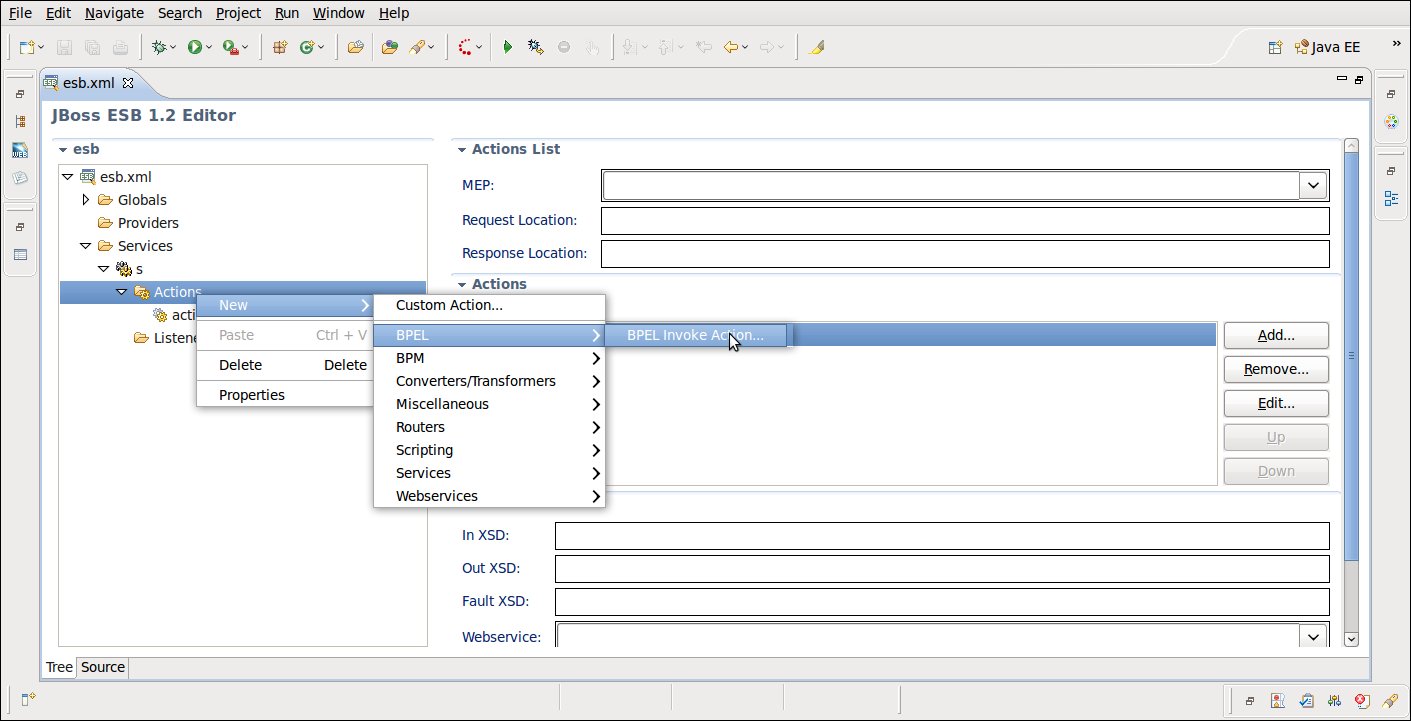 File Edit Navigate Search Project Run Window Help
Java EE
esb.xml
JBoss ESB 1.2 Editor
esb
esb.xml
Globals
Providers
Services
s
Actions
acti
Listene
New
Paste Ctrl + V
Delete Delete
Properties
Custom Action...
BPEL
BPM
Converters/Transformers
Miscellaneous
Routers
Scripting
Services
Webservices
BPEL Invoke Action...
Actions List
MEP:
Request Location:
Response Location:
Actions
Add...
Remove...
Edit...
Up
Down
In XSD:
Out XSD:
Fault XSD:
Webservice:
Tree Source